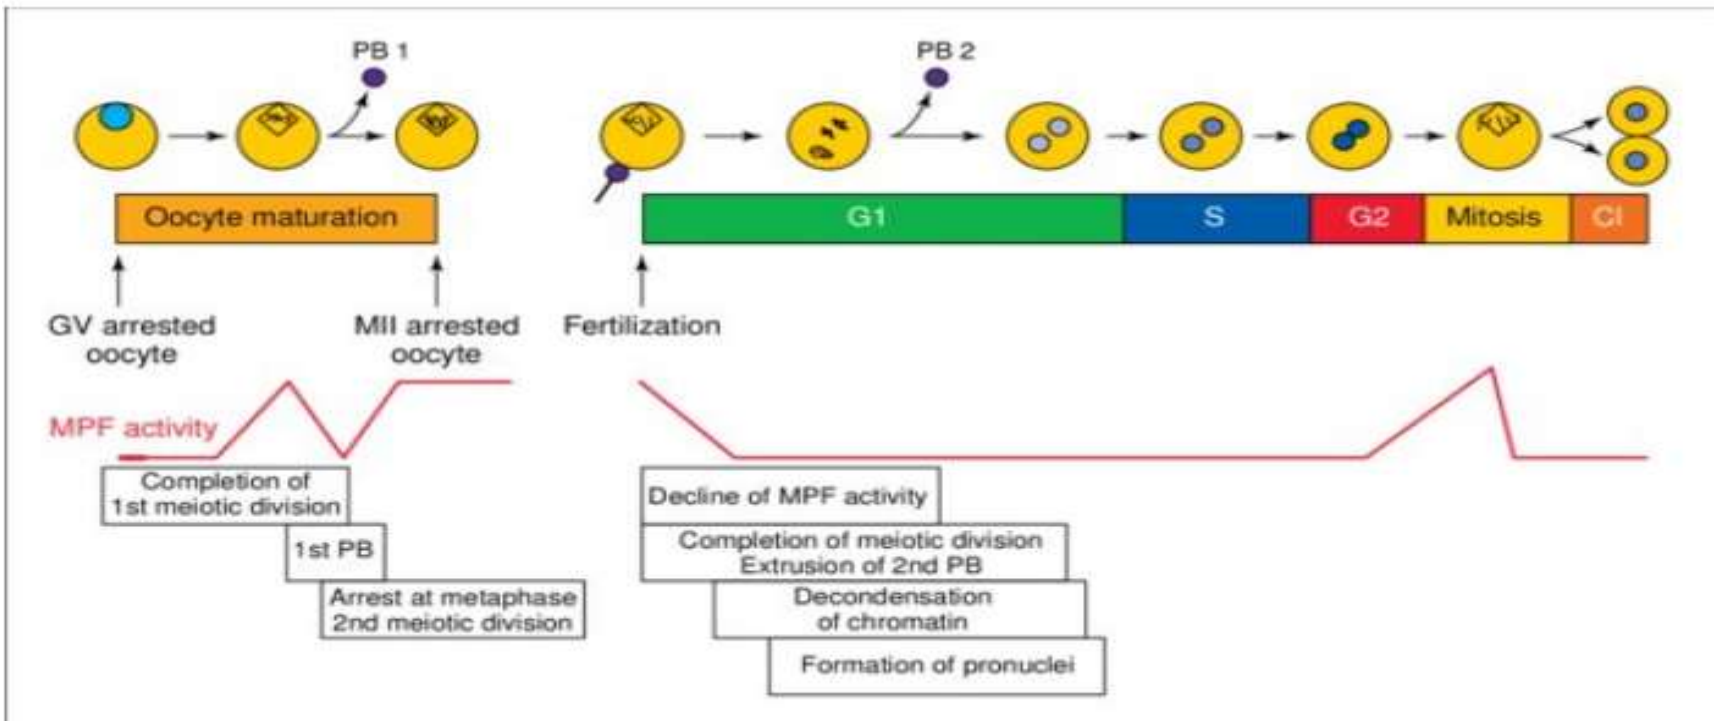 PB 1
PB 2
Oocyte maturation
G1
S
G2
Mitosis
Cl
GV arrested
oocyte
MII arrested
oocyte
Fertilization
MPF activity
Completion of
1st meiotic division
1st PB
Arrest at metaphase
2nd meiotic division
Decline of MPF activity
Completion of meiotic division
Extrusion of 2nd PB
Decondensation
of chromatin
Formation of pronuclei